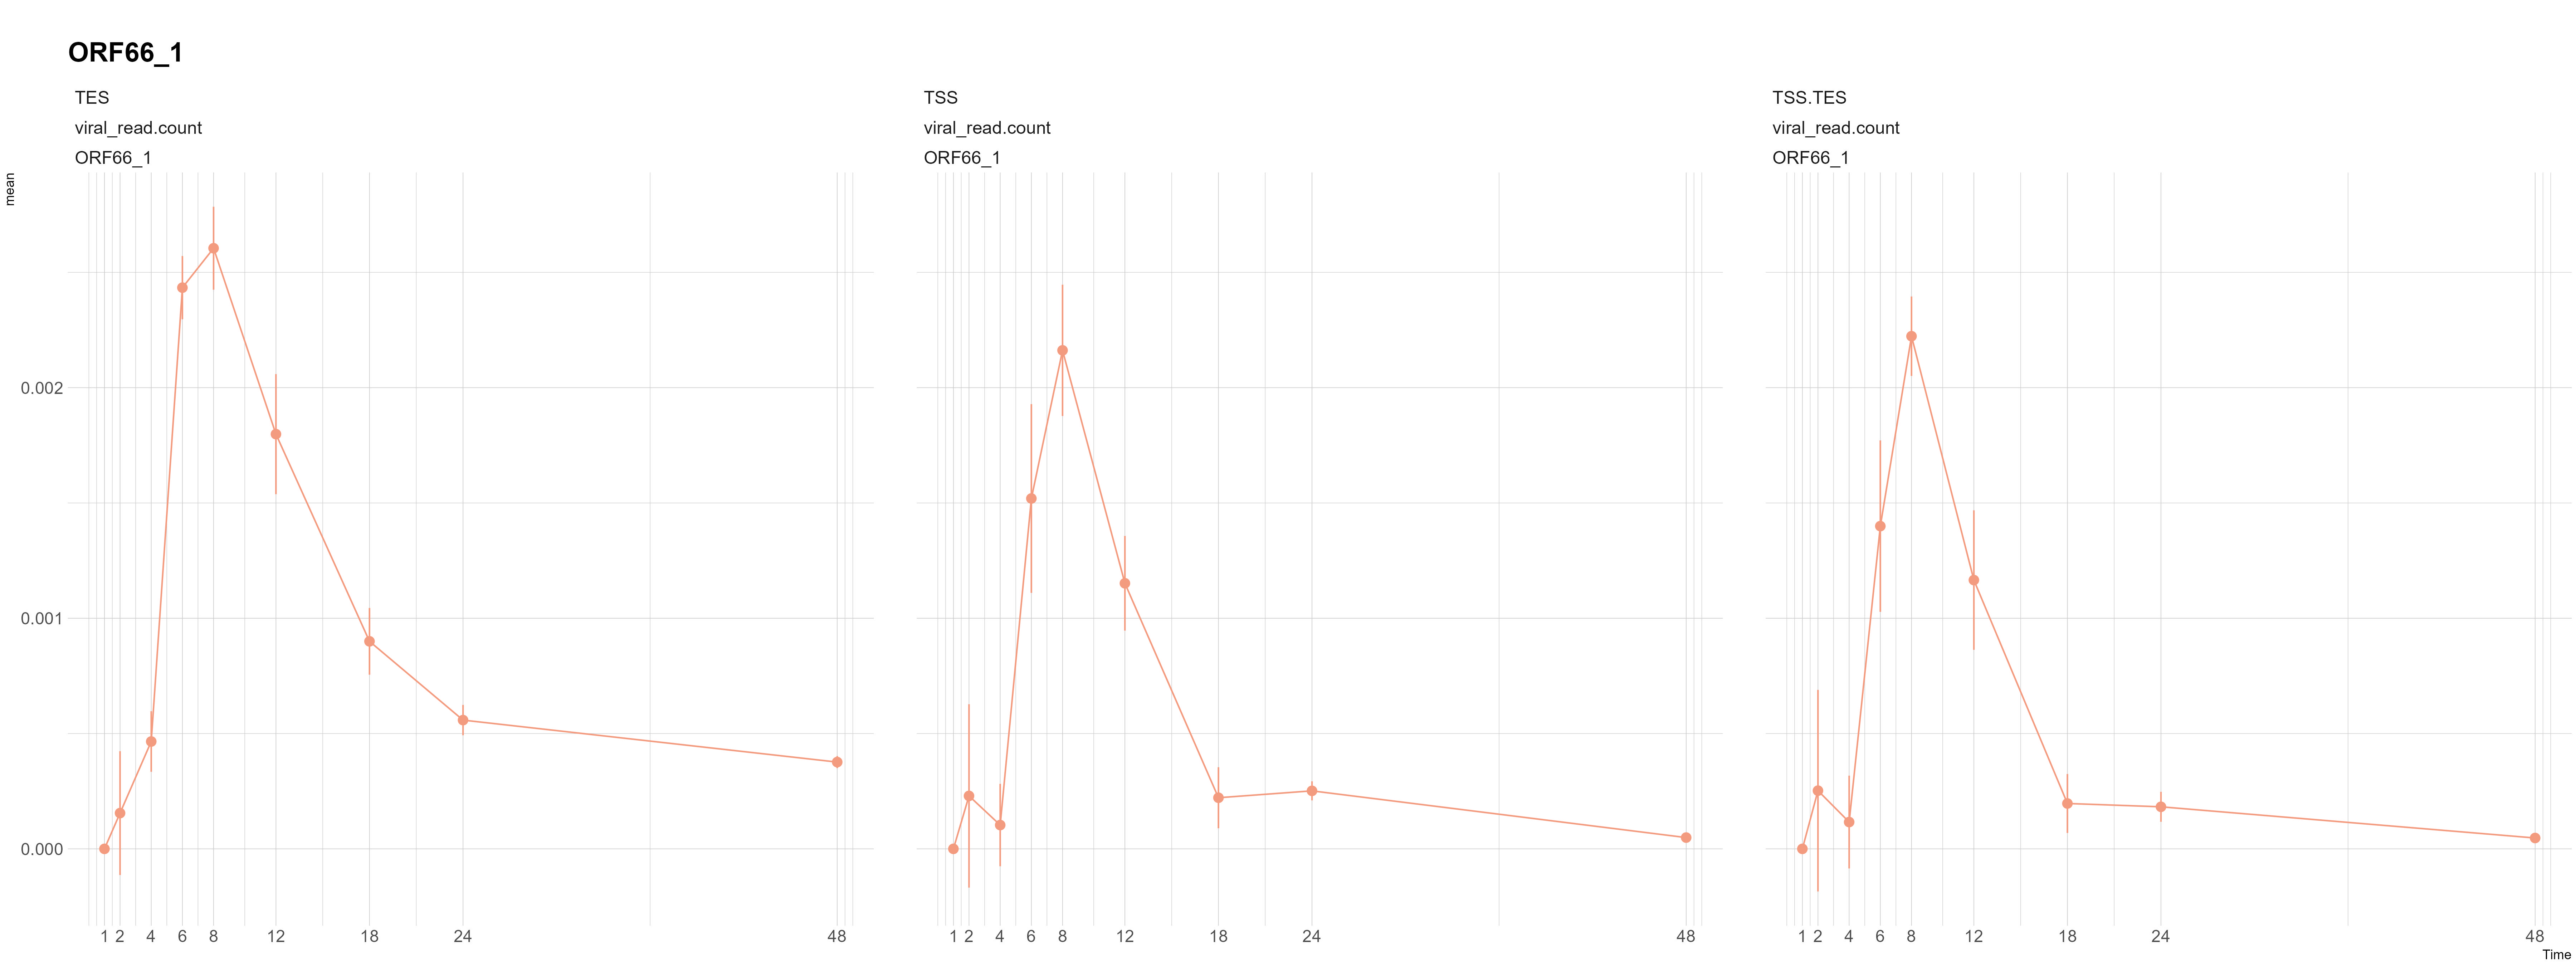 ORF66_1
TES
viral_read.count
ORF66_1
TSS
viral_read.count
ORF66_1
TSS.TES
viral_read.count
ORF66_1
mean
0.002
0.001
0.000
1 2 4 6 8 12 18 24 48
1 2 4 6 8 12 18 24 48
1 2 4 6 8 12 18 24 48
Time